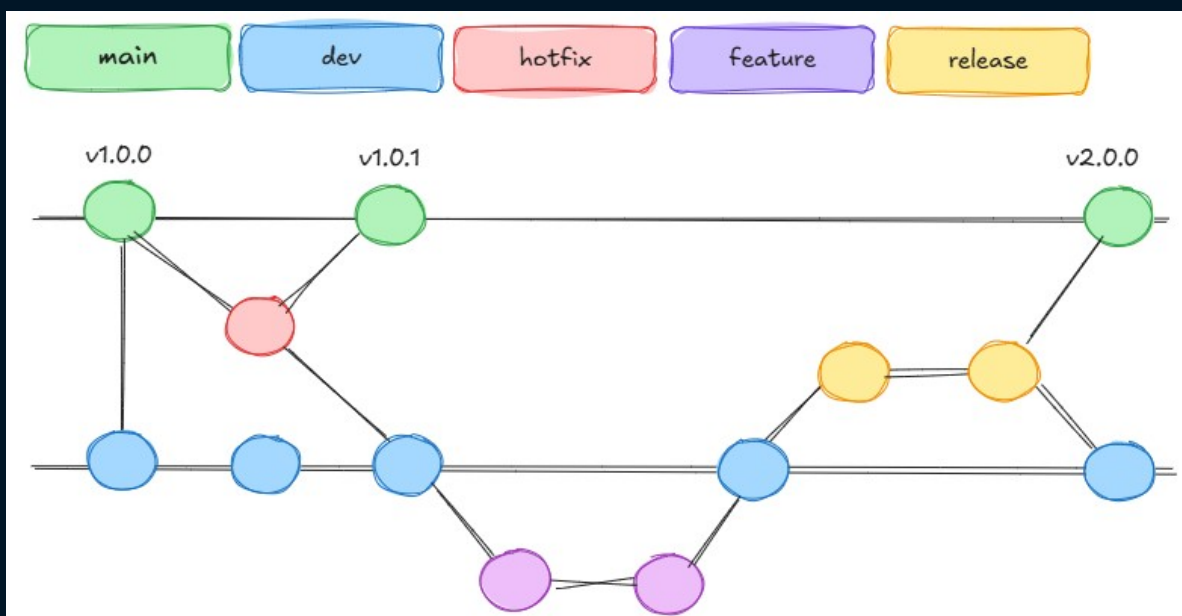 main
dev
hotfix
feature
release
v1.0.0
v1.0.1
v2.0.0